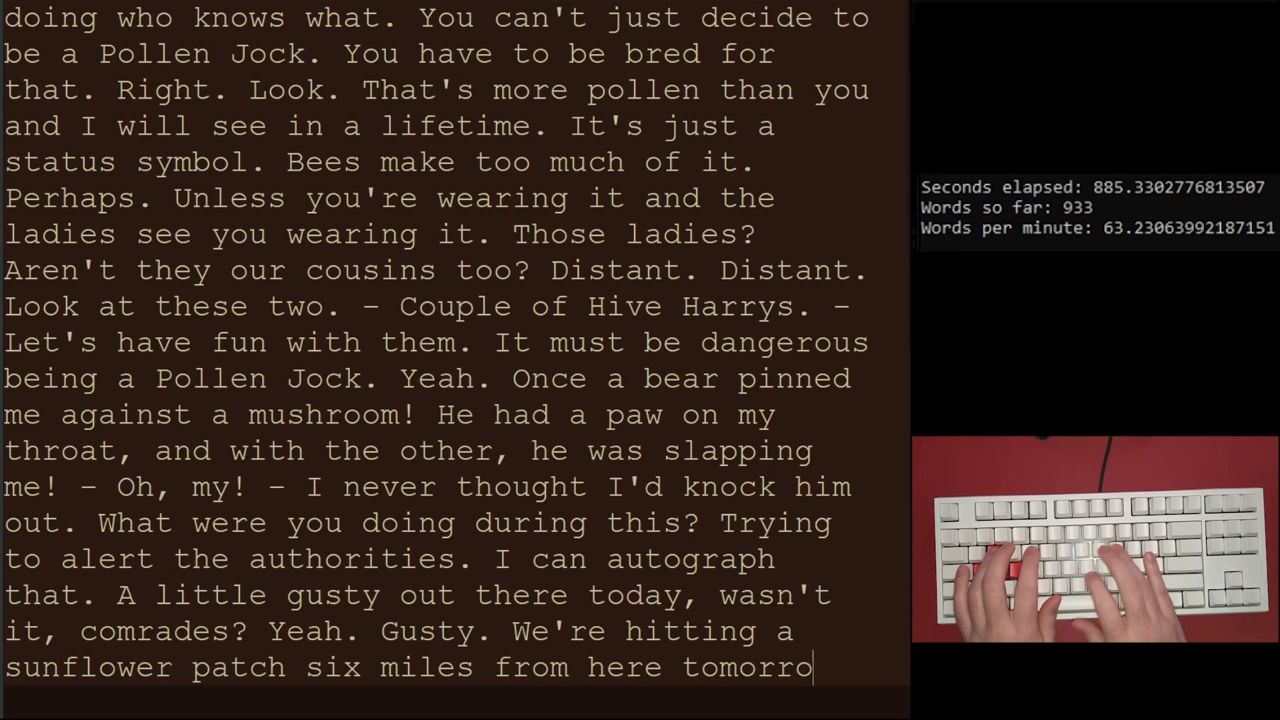 doing who knows what. You can't just decide to
be a Pollen Jock. You have to be bred for
that. Right. Look. That's more pollen than you
and I will see in a lifetime. It's just a
status symbol. Bees make too much of it.
Perhaps. Unless you're wearing it and the
ladies see you wearing it. Those ladies?
Aren't they our cousins too? Distant. Distant.
Look at these two. - Couple of Hive Harrys. -
Let's have fun with them. It must be dangerous
being a Pollen Jock. Yeah. Once a bear pinned
me against a mushroom! He had a paw on my
throat, and with the other, he was slapping
me! - Oh, my! - I never thought I'd knock him
out. What were you doing during this? Trying
to alert the authorities. I can autograph
that. A little gusty out there today, wasn't
it, comrades? Yeah. Gusty. We're hitting a
sunflower patch six miles from here tomorro
Seconds elapsed: 885.3302776813507
Words so far: 933
Words per minute: 63.23063992187151